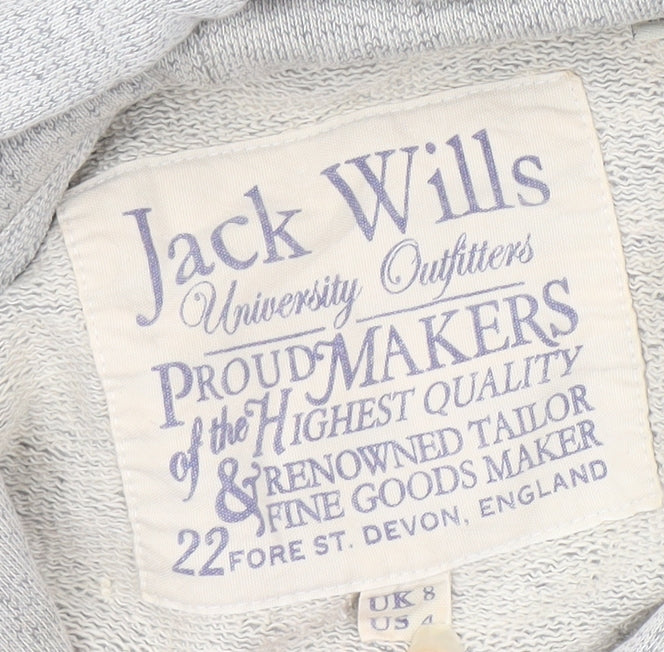 Jack Wills
University Outfitters
PROUD MAKERS
of the HIGHEST QUALITY
& RENOWNED TAILOR
FINE GOODS MAKER
22 FORE ST. DEVON, ENGLAND
UK 8
US 4